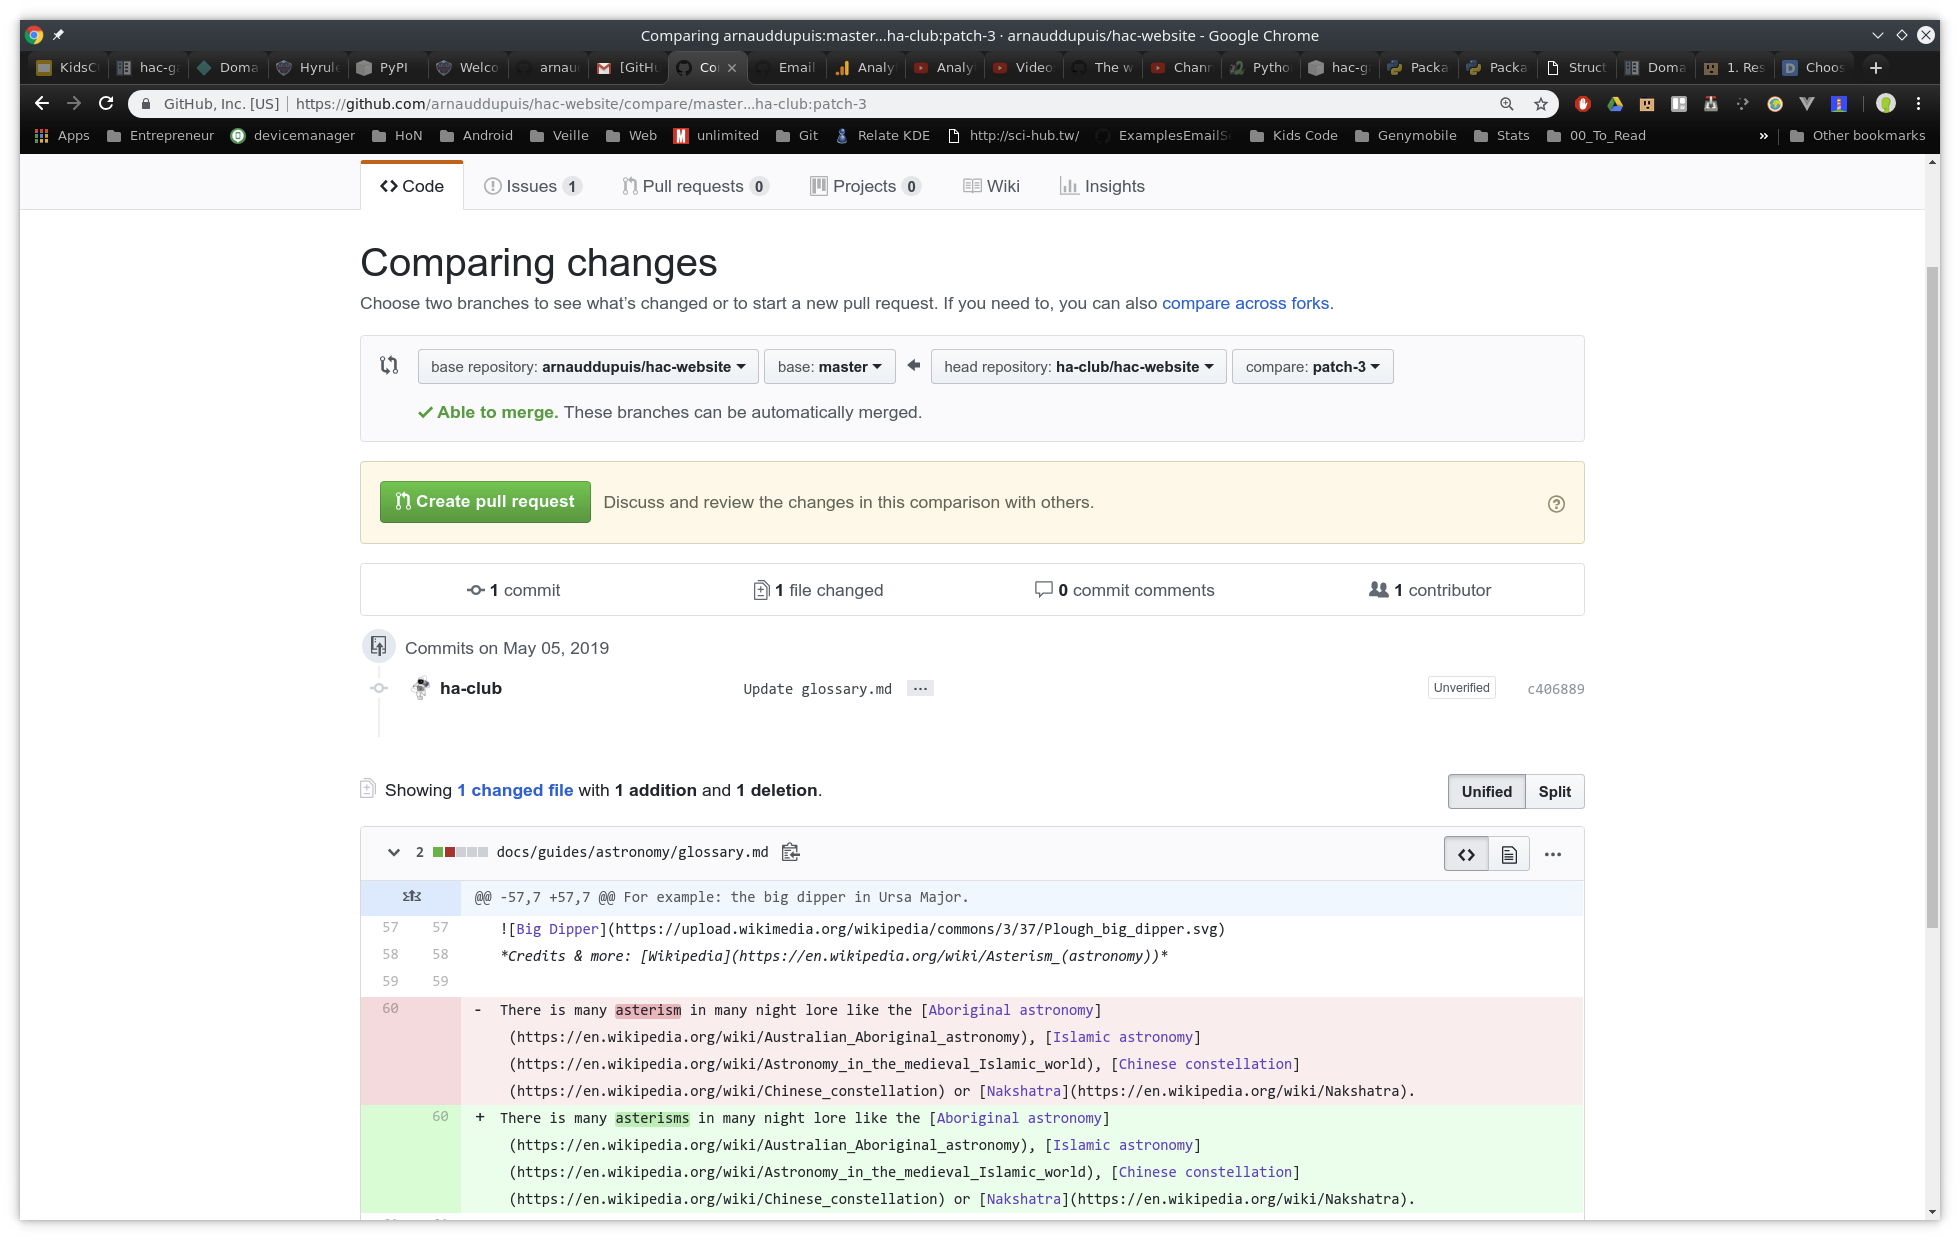 Comparing arnauddupuis:master...ha-club:patch-3 · arnauddupuis/hac-website - Google Chrome
KidsC hac-g Doma Hyrule PyPI Welco arnau [GitHu Co Email Analy Analy Video The w Chann Pytho hac-g Packa Packa Struct Doma 1. Res Choos
GitHub, Inc. [US] | https://github.com/arnauddupuis/hac-website/compare/master...ha-club:patch-3
Apps Entrepreneur devicemanager HoN Android Veille Web unlimited Git Relate KDE http://sci-hub.tw/ ExamplesEmailS Kids Code Genymobile Stats 00_To_Read » Other bookmarks
Code Issues 1 Pull requests 0 Projects 0 Wiki Insights
Comparing changes
Choose two branches to see what’s changed or to start a new pull request. If you need to, you can also compare across forks.
base repository: arnauddupuis/hac-website base: master head repository: ha-club/hac-website compare: patch-3
Able to merge. These branches can be automatically merged.
Create pull request Discuss and review the changes in this comparison with others.
1 commit 1 file changed 0 commit comments 1 contributor
Commits on May 05, 2019
ha-club Update glossary.md … Unverified c406889
Showing 1 changed file with 1 addition and 1 deletion. Unified Split
2 docs/guides/astronomy/glossary.md
@@ -57,7 +57,7 @@ For example: the big dipper in Ursa Major.
57 57 ![Big Dipper](https://upload.wikimedia.org/wikipedia/commons/3/37/Plough_big_dipper.svg)
58 58 *Credits & more: [Wikipedia](https://en.wikipedia.org/wiki/Asterism_(astronomy))*
59 59
60 - There is many asterism in many night lore like the [Aboriginal astronomy]
(https://en.wikipedia.org/wiki/Australian_Aboriginal_astronomy), [Islamic astronomy]
(https://en.wikipedia.org/wiki/Astronomy_in_the_medieval_Islamic_world), [Chinese constellation]
(https://en.wikipedia.org/wiki/Chinese_constellation) or [Nakshatra](https://en.wikipedia.org/wiki/Nakshatra).
60 + There is many asterisms in many night lore like the [Aboriginal astronomy]
(https://en.wikipedia.org/wiki/Australian_Aboriginal_astronomy), [Islamic astronomy]
(https://en.wikipedia.org/wiki/Astronomy_in_the_medieval_Islamic_world), [Chinese constellation]
(https://en.wikipedia.org/wiki/Chinese_constellation) or [Nakshatra](https://en.wikipedia.org/wiki/Nakshatra).